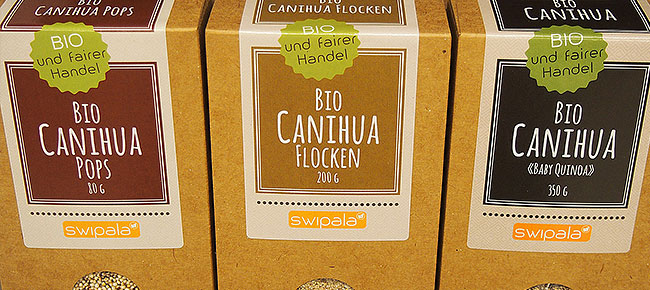 BIO
CANIHUA POPS
BIO
und fairer
Handel
BIO
CANIHUA
POPS
80 G
swipala
BIO
CANIHUA FLOCKEN
BIO
und fairer
Handel
BIO
CANIHUA
FLOCKEN
200 G
swipala
BIO
CANIHUA
BIO
und fairer
Handel
BIO
CANIHUA
«BABY QUINOA»
350 G
swipala